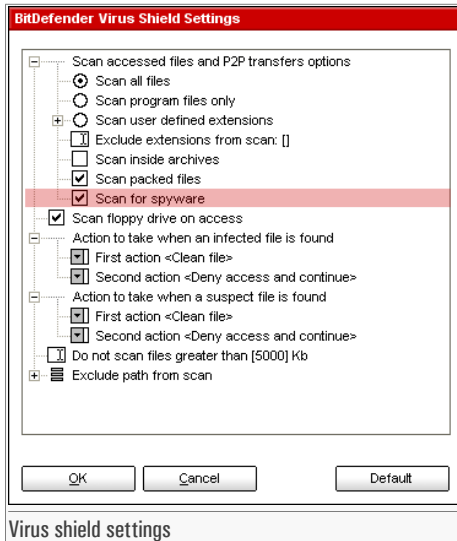 BitDefender Virus Shield Settings
Scan accessed files and P2P transfers options
Scan all files
Scan program files only
Scan user defined extensions
Exclude extensions from scan: []
Scan inside archives
Scan packed files
Scan for spyware
Scan floppy drive on access
Action to take when an infected file is found
First action <Clean file>
Second action <Deny access and continue>
Action to take when a suspect file is found
First action <Clean file>
Second action <Deny access and continue>
Do not scan files greater than [5000] Kb
Exclude path from scan
OK Cancel Default
Virus shield settings